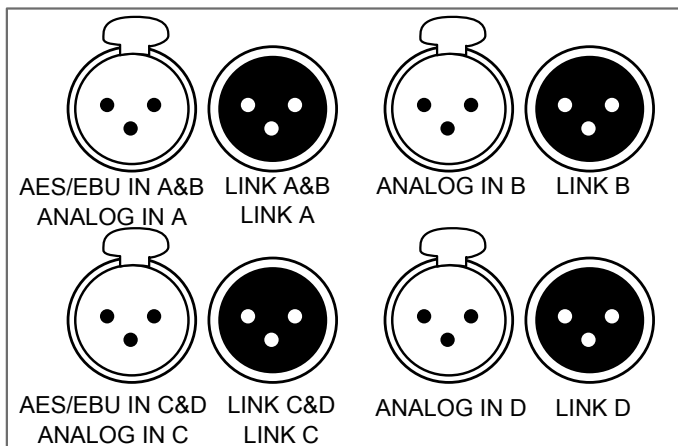 AES/EBU IN A&B
ANALOG IN A
LINK A&B
LINK A
ANALOG IN B
LINK B
AES/EBU IN C&D
ANALOG IN C
LINK C&D
LINK C
ANALOG IN D
LINK D